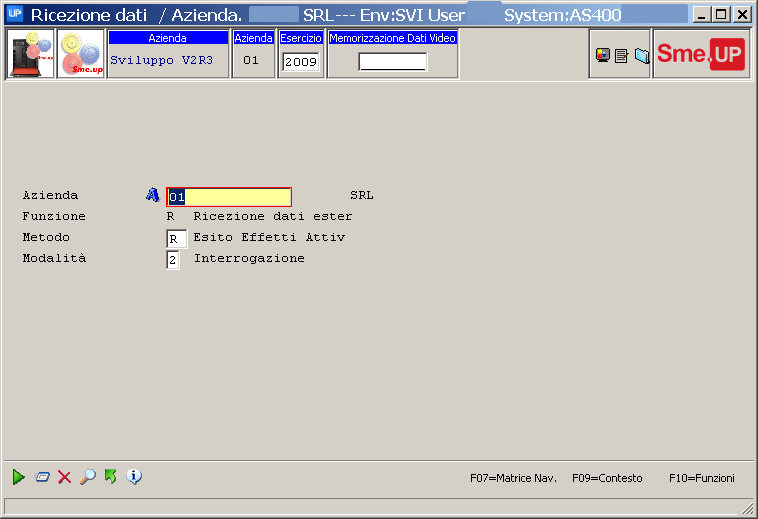 UP Ricezione dati / Azienda. SRL--- Env:SVI User System:AS400
Azienda Azienda Esercizio Memorizzazione Dati Video
Sme.up Sme.up Sviluppo V2R3 01 2009 Sme.UP
Azienda 01 SRL
Funzione R Ricezione dati ester
Metodo R Esito Effetti Attiv
Modalità 2 Interrogazione
F07=Matrice Nav. F09=Contesto F10=Funzioni